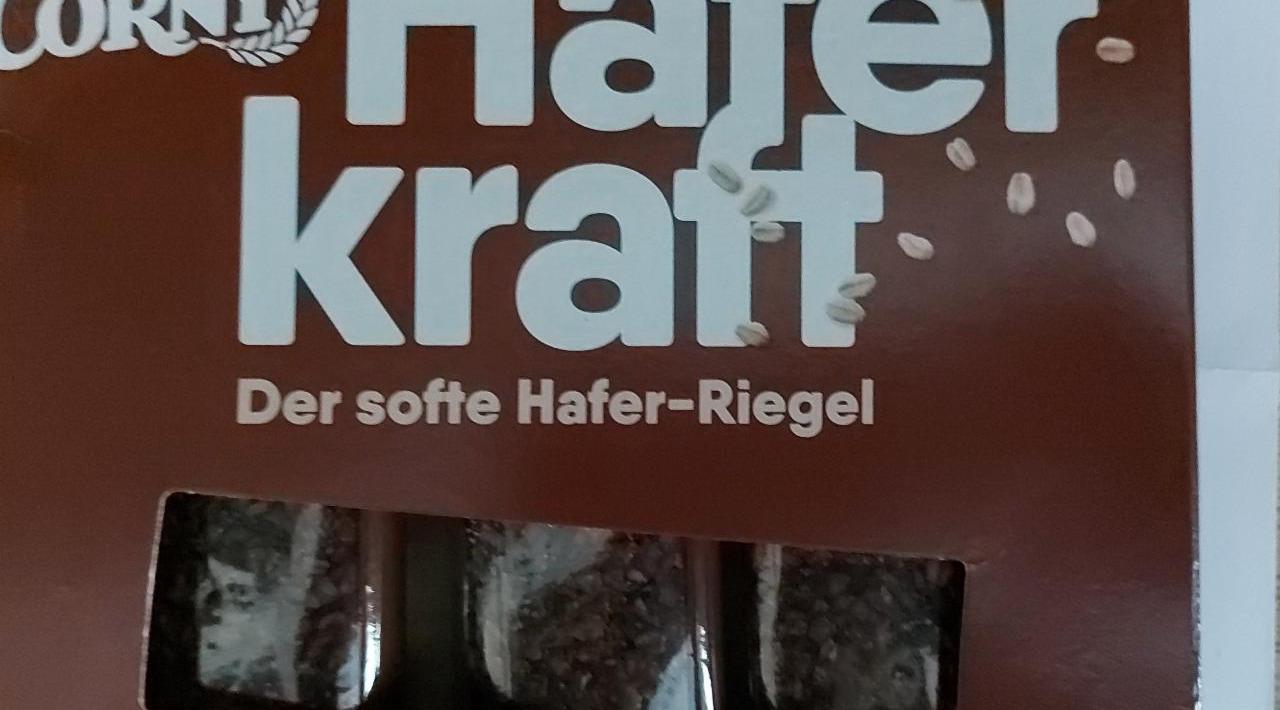 CORNY
Hafer
kraft
Der softe Hafer-Riegel